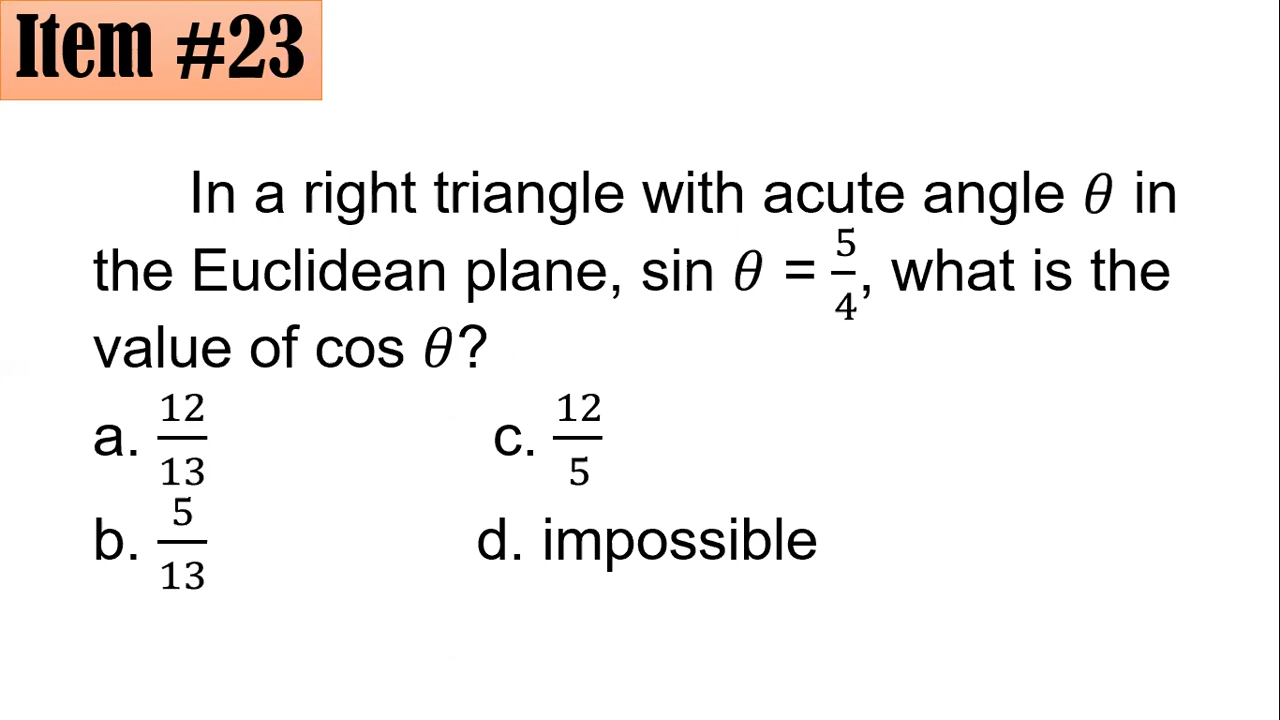 Item #23
In a right triangle with acute angle θ in
the Euclidean plane, sin θ = 5/4, what is the
value of cos θ?
a. 12/13 c. 12/5
b. 5/13 d. impossible